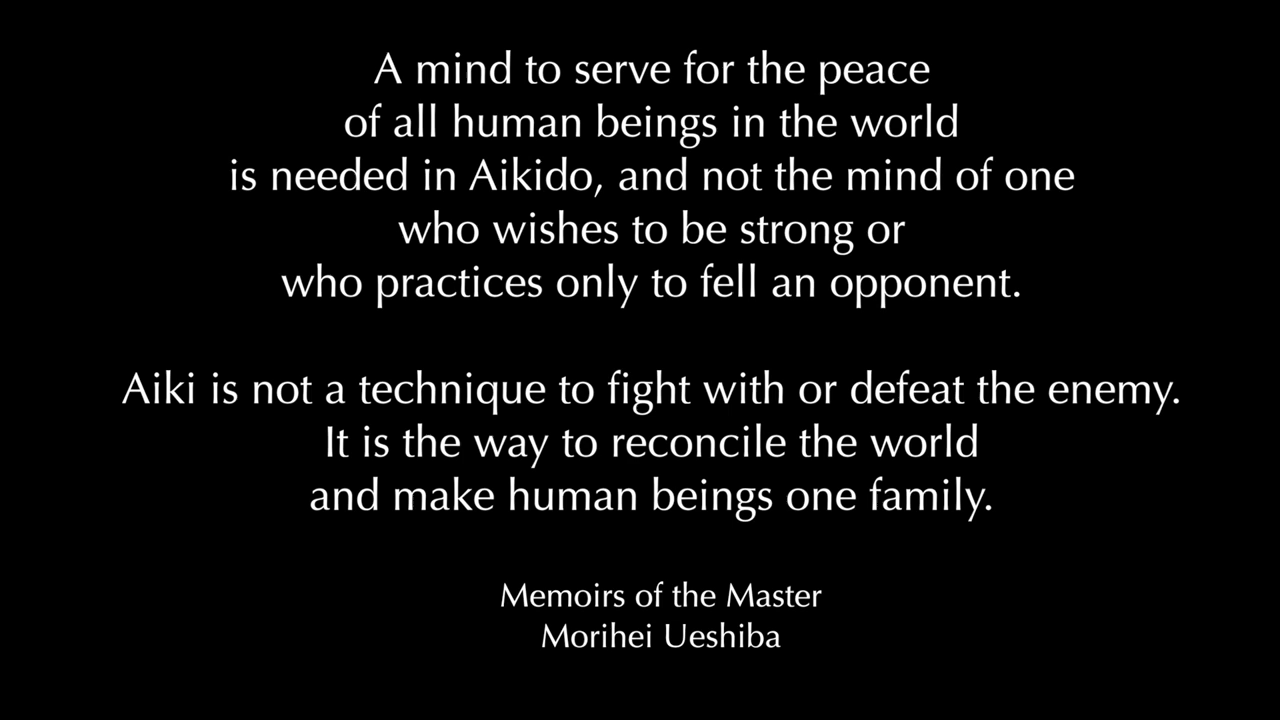 A mind to serve for the peace
of all human beings in the world
is needed in Aikido, and not the mind of one
who wishes to be strong or
who practices only to fell an opponent.
Aiki is not a technique to fight with or defeat the enemy.
It is the way to reconcile the world
and make human beings one family.
Memoirs of the Master
Morihei Ueshiba